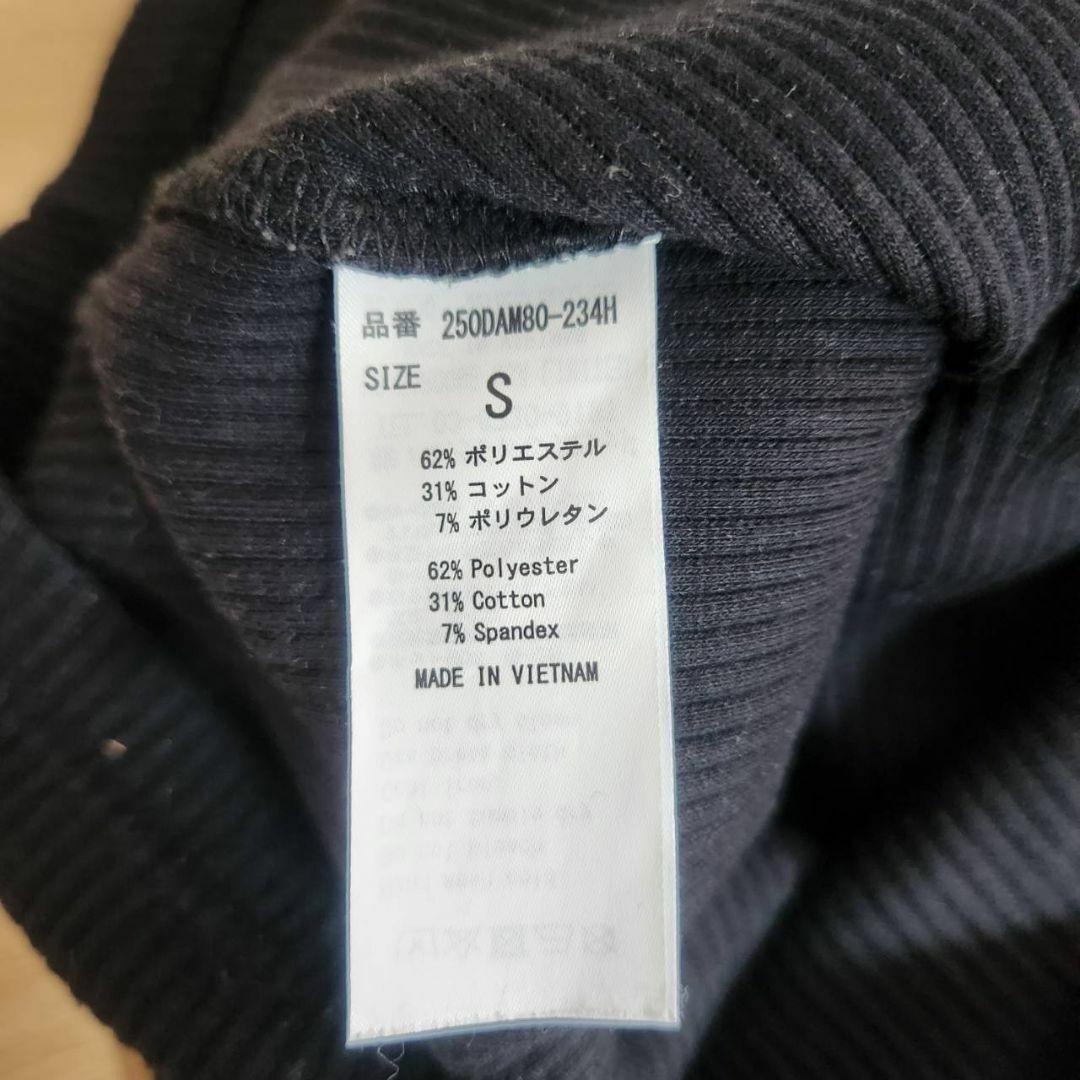 品番 250DAM80-234H
SIZE S
62% ポリエステル
31% コットン
7% ポリウレタン
62% Polyester
31% Cotton
7% Spandex
MADE IN VIETNAM